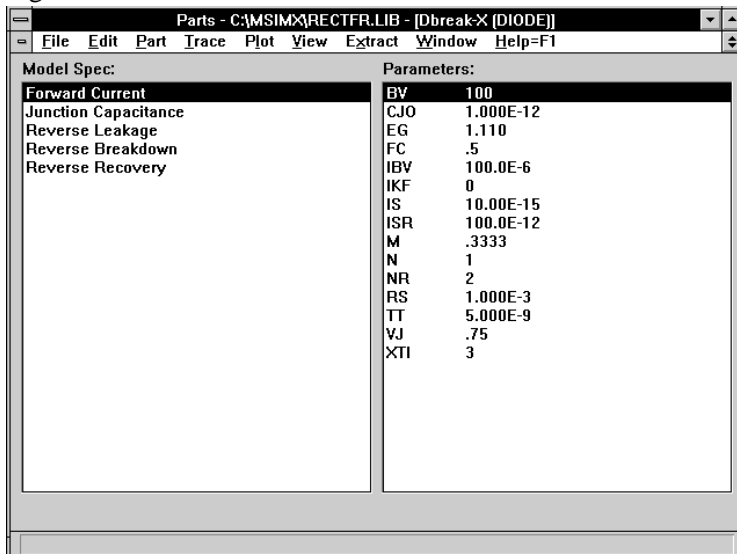 Parts - C:\MSIMX\RECTFR.LIB - [Dbreak-X (DIODE)]
File Edit Part Trace Plot View Extract Window Help=F1
Model Spec:
Forward Current
Junction Capacitance
Reverse Leakage
Reverse Breakdown
Reverse Recovery
Parameters:
BV 100
CJO 1.000E-12
EG 1.110
FC .5
IBV 100.0E-6
IKF 0
IS 10.00E-15
ISR 100.0E-12
M .3333
N 1
NR 2
RS 1.000E-3
TT 5.000E-9
VJ .75
XTI 3